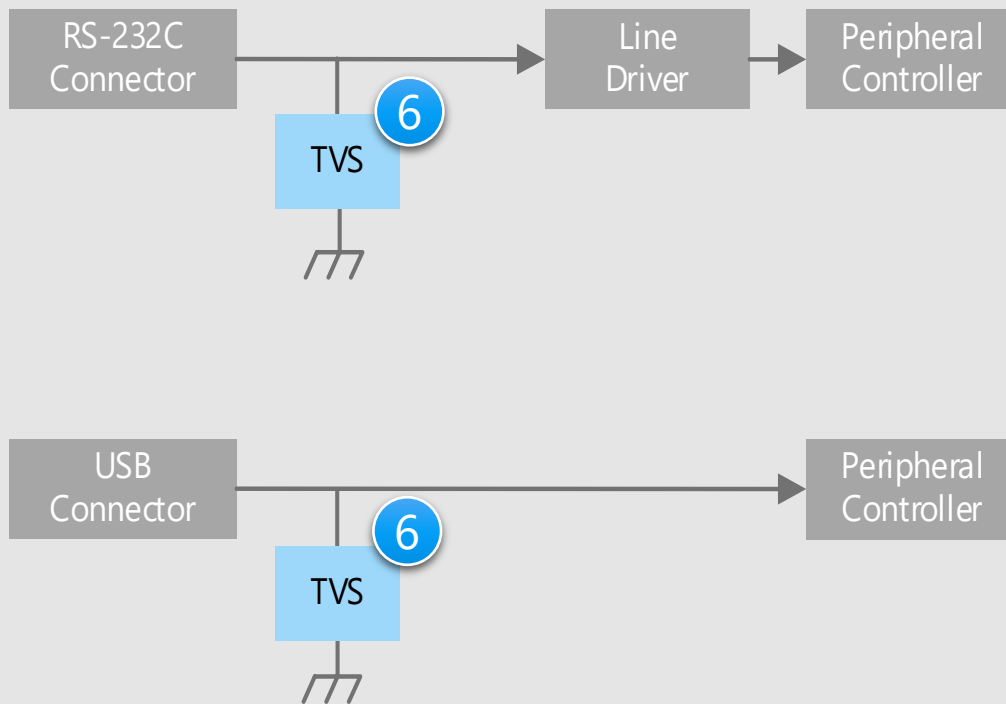 RS-232C
Connector
Line
Driver
Peripheral
Controller
6
TVS
USB
Connector
Peripheral
Controller
6
TVS